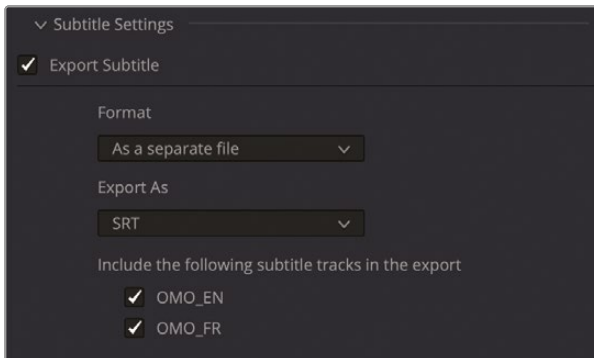 Subtitle Settings
Export Subtitle
Format
As a separate file
Export As
SRT
Include the following subtitle tracks in the export
OMO_EN
OMO_FR